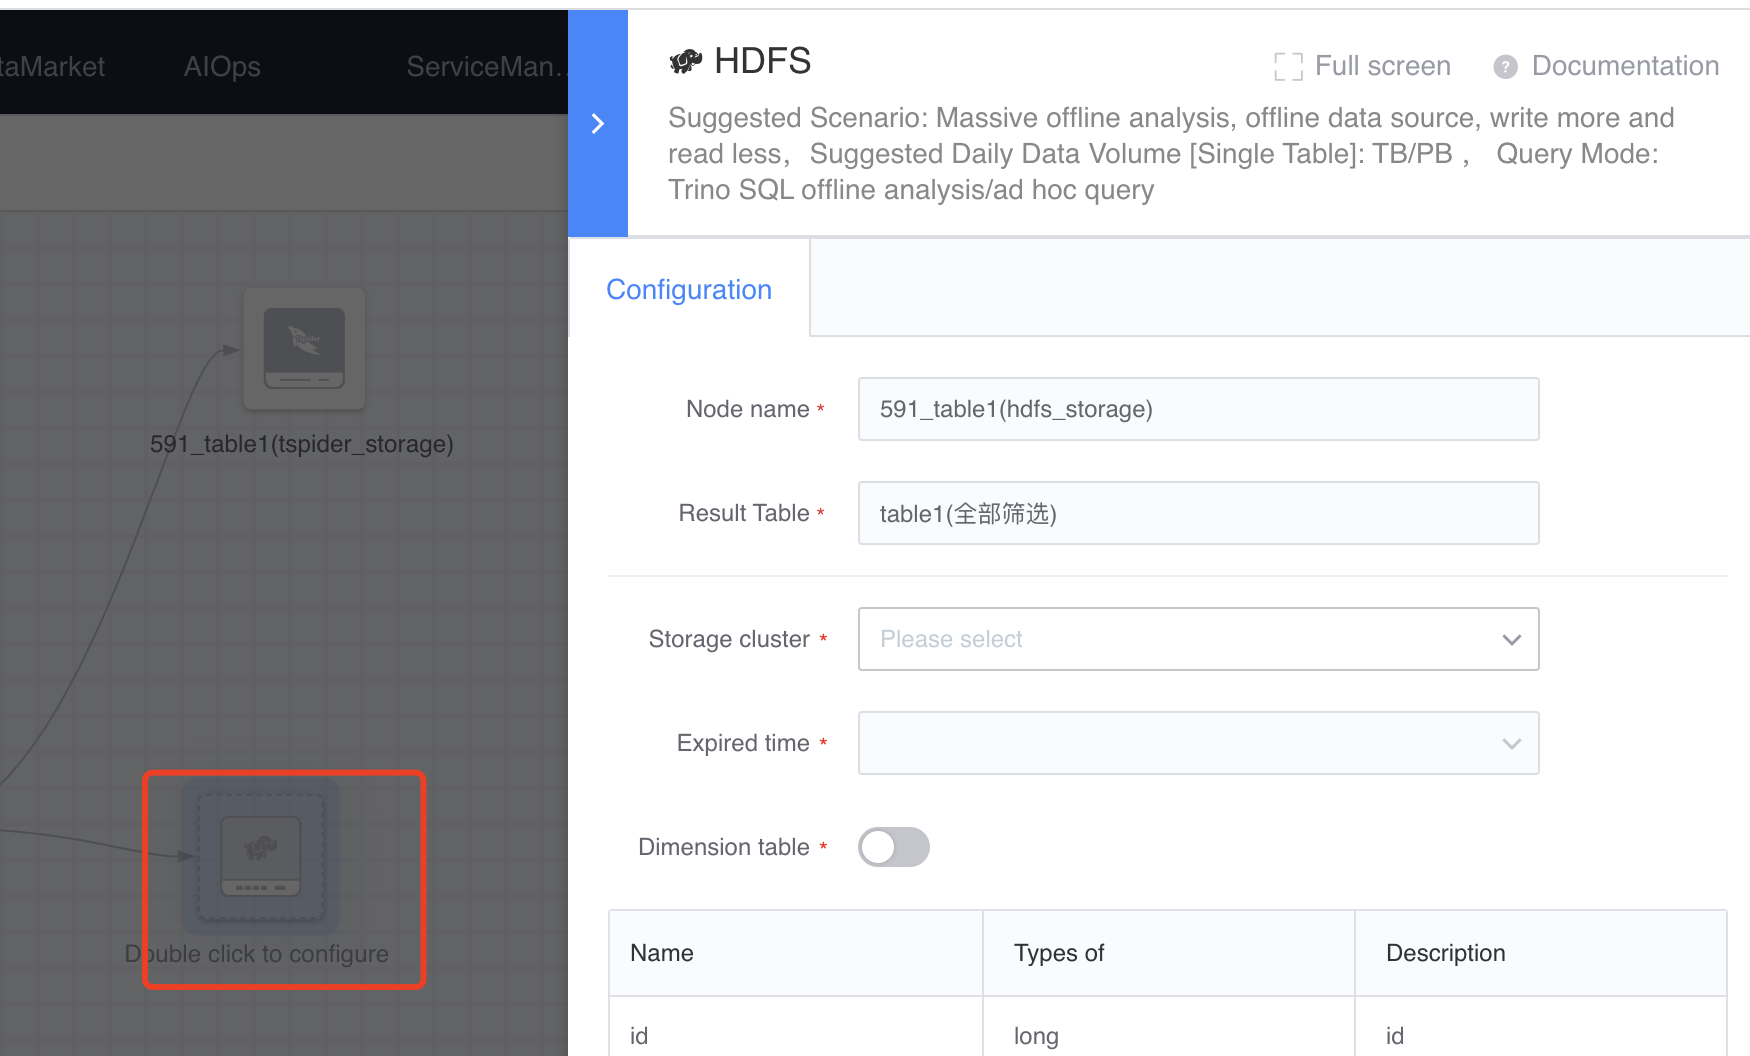 taMarket
AIOps
ServiceMan...
HDFS
Full screen
? Documentation
Suggested Scenario: Massive offline analysis, offline data source, write more and
read less，Suggested Daily Data Volume [Single Table]: TB/PB， Query Mode:
Trino SQL offline analysis/ad hoc query
Configuration
591_table1(tspider_storage)
Double click to configure
Node name *
591_table1(hdfs_storage)
Result Table *
table1(全部筛选)
Storage cluster *
Please select
Expired time *
Dimension table *
Name
Types of
Description
id
long
id